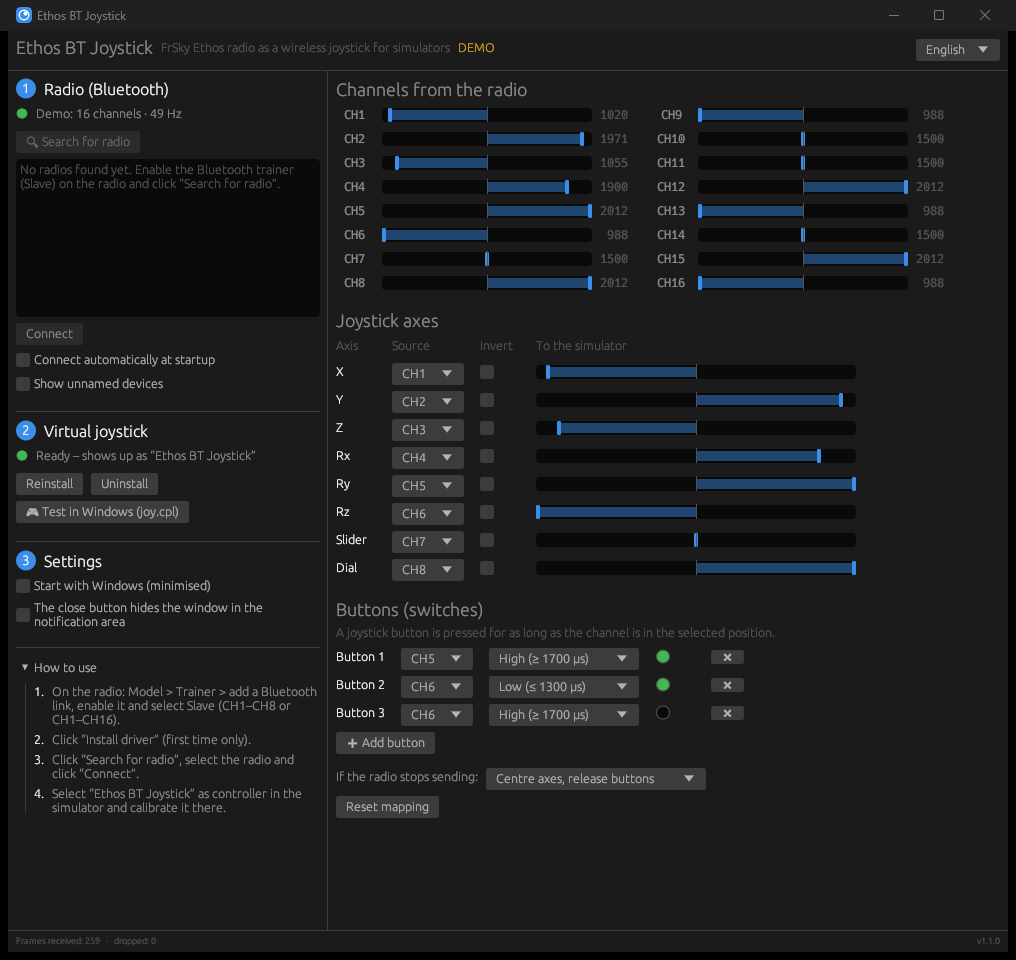 Ethos BT Joystick
Ethos BT Joystick FrSky Ethos radio as a wireless joystick for simulators DEMO
English
1 Radio (Bluetooth)
Demo: 16 channels · 49 Hz
Search for radio
No radios found yet. Enable the Bluetooth trainer
(Slave) on the radio and click “Search for radio”.
Connect
Connect automatically at startup
Show unnamed devices
2 Virtual joystick
Ready – shows up as “Ethos BT Joystick”
Reinstall Uninstall
Test in Windows (joy.cpl)
3 Settings
Start with Windows (minimised)
The close button hides the window in the
notification area
How to use
1. On the radio: Model > Trainer > add a Bluetooth
link, enable it and select Slave (CH1–CH8 or
CH1–CH16).
2. Click “Install driver” (first time only).
3. Click “Search for radio”, select the radio and
click “Connect”.
4. Select “Ethos BT Joystick” as controller in the
simulator and calibrate it there.
Channels from the radio
CH1 1020 CH9 988
CH2 1971 CH10 1500
CH3 1055 CH11 1500
CH4 1900 CH12 2012
CH5 2012 CH13 988
CH6 988 CH14 1500
CH7 1500 CH15 2012
CH8 2012 CH16 988
Joystick axes
Axis Source Invert To the simulator
X CH1
Y CH2
Z CH3
Rx CH4
Ry CH5
Rz CH6
Slider CH7
Dial CH8
Buttons (switches)
A joystick button is pressed for as long as the channel is in the selected position.
Button 1 CH5 High (≥ 1700 µs)
Button 2 CH6 Low (≤ 1300 µs)
Button 3 CH6 High (≥ 1700 µs)
Add button
If the radio stops sending: Centre axes, release buttons
Reset mapping
Frames received: 259 · dropped: 0 v1.1.0